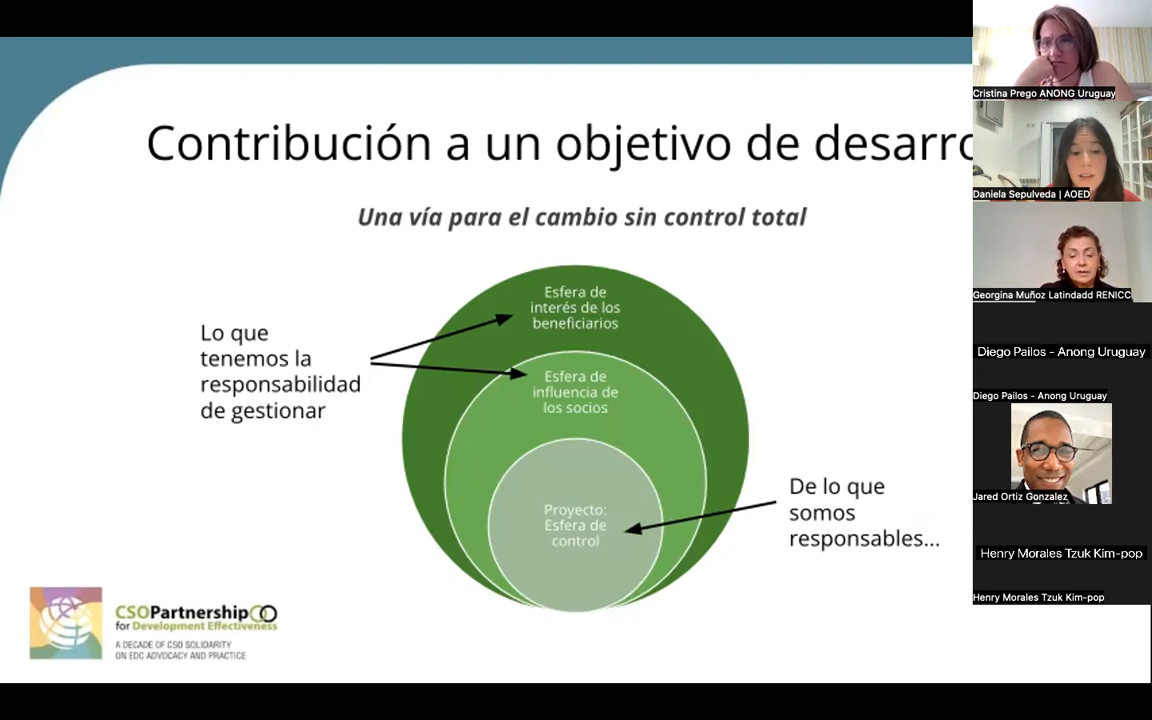 Contribución a un objetivo de desarro
Una vía para el cambio sin control total
Esfera de
interés de los
beneficiarios
Lo que
tenemos la
responsabilidad
de gestionar
Esfera de
influencia de
los socios
Proyecto:
Esfera de
control
De lo que
somos
responsables...
CSOPartnership
for Development Effectiveness
A DECADE OF CSO SOLIDARITY
ON EDC ADVOCACY AND PRACTICE
Cristina Prego ANONG Uruguay
Daniela Sepulveda | AOED
Georgina Muñoz Latindadd RENICC
Diego Pailos - Anong Uruguay
Diego Pailos - Anong Uruguay
Jared Ortiz Gonzalez
Henry Morales Tzuk Kim-pop
Henry Morales Tzuk Kim-pop